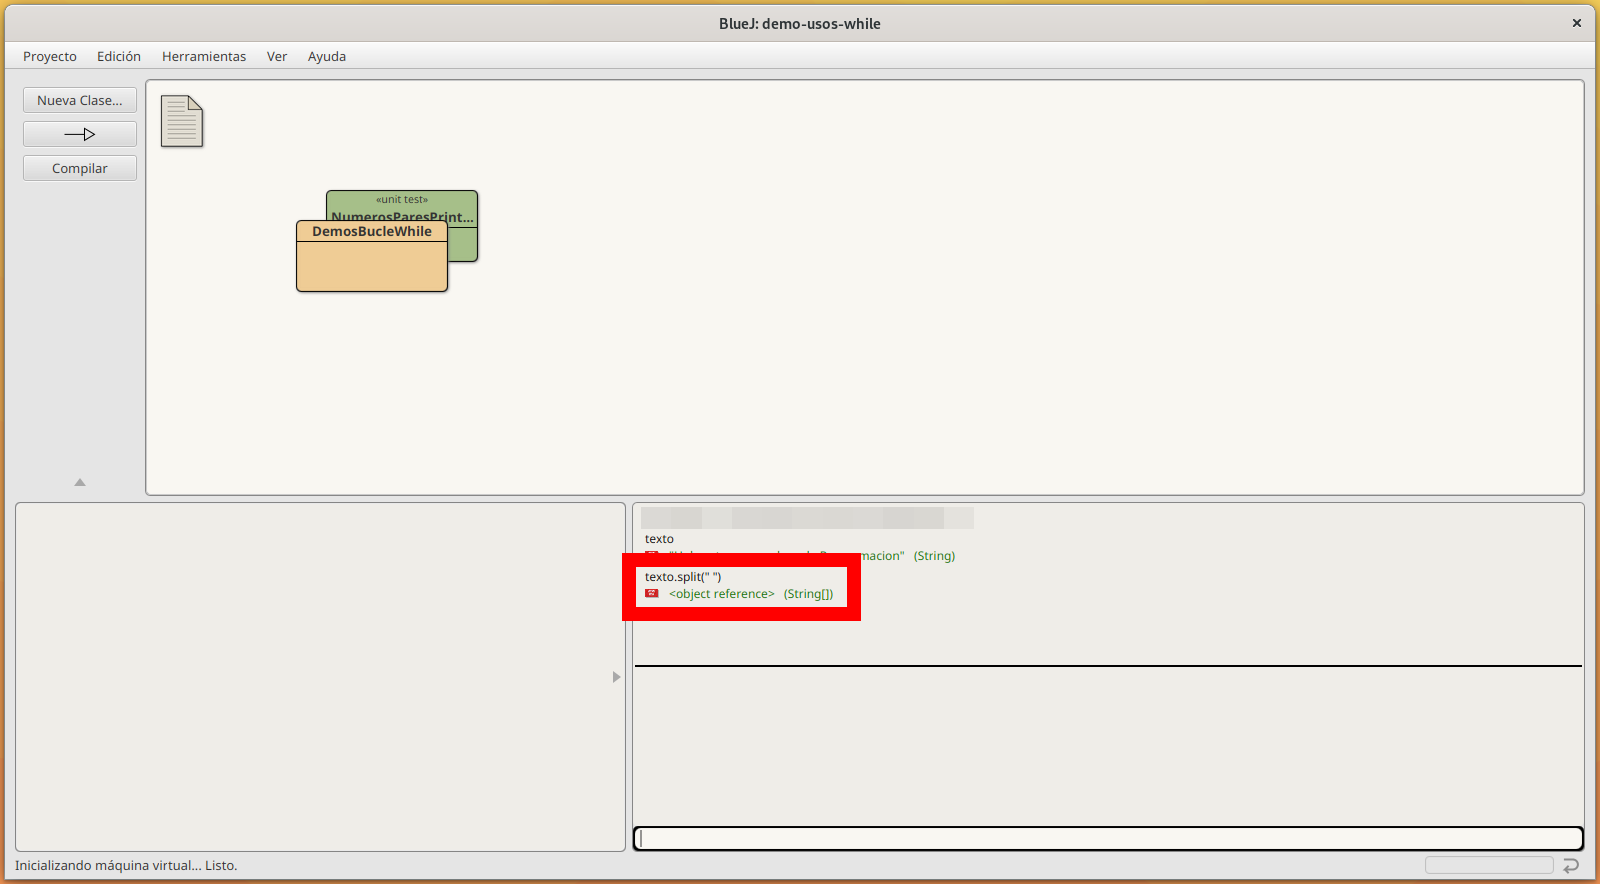 BlueJ: demo-usos-while
Proyecto Edición Herramientas Ver Ayuda
Nueva Clase...
Compilar
«unit test»
NumerosParesPrint...
DemosBucleWhile
texto
macion" (String)
texto.split(" ")
<object reference> (String[])
Inicializando máquina virtual... Listo.